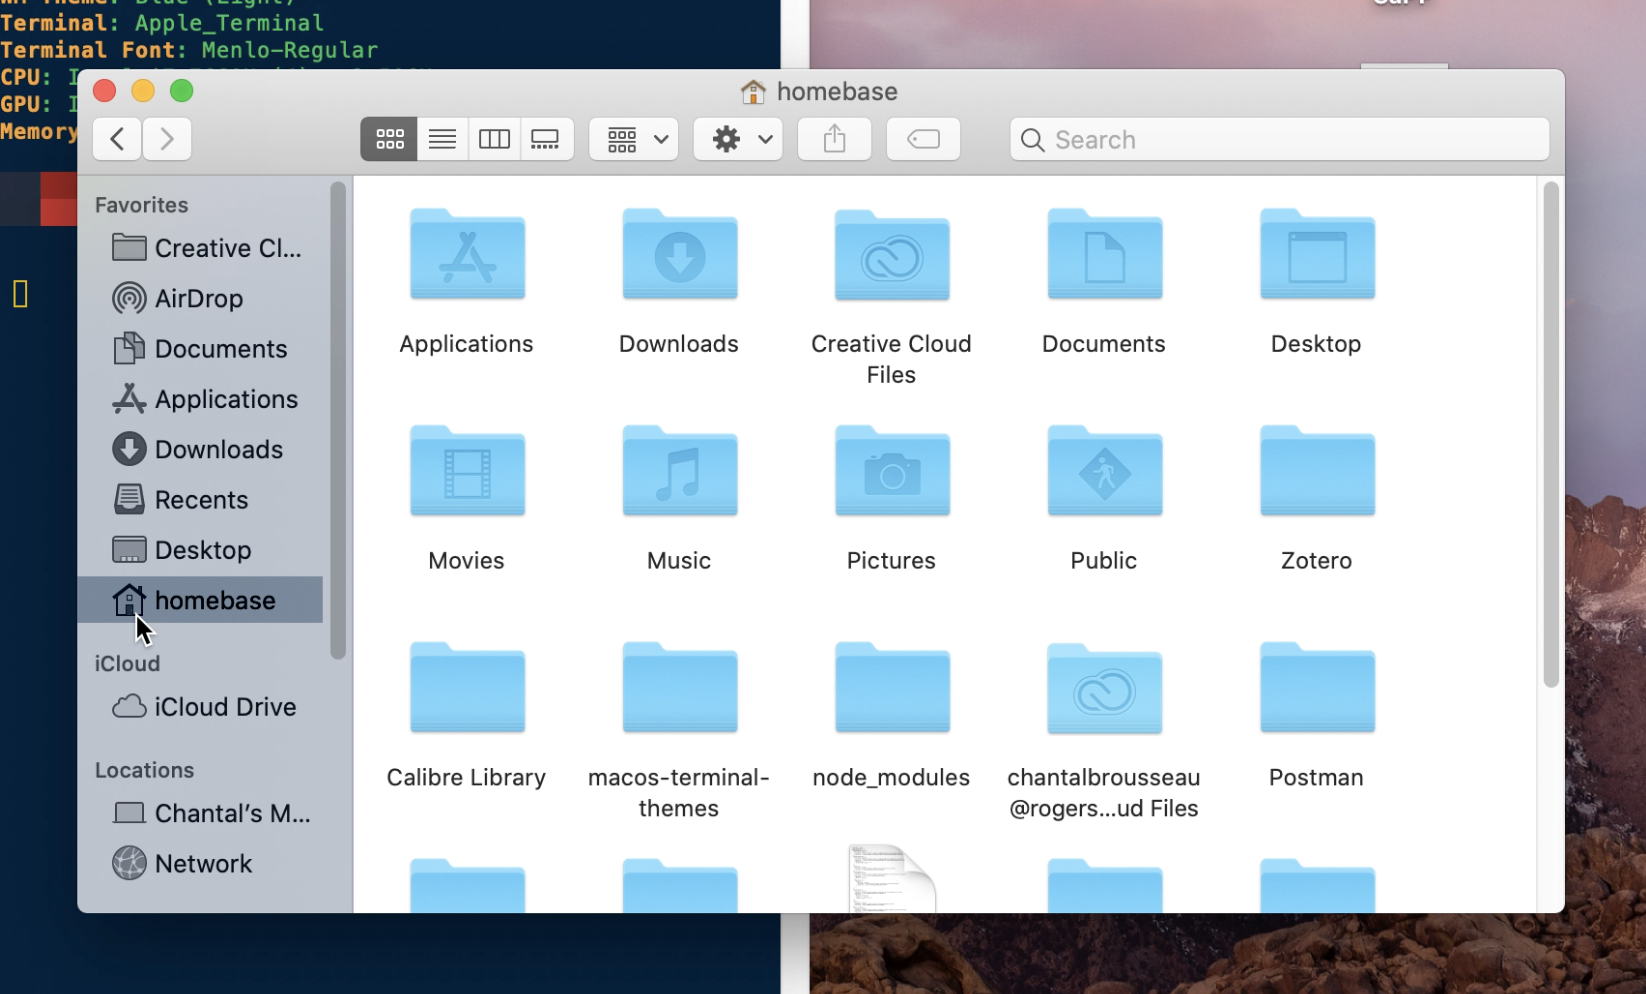 Terminal: Apple_Terminal
Terminal Font: Menlo-Regular
CPU: I
GPU: I
Memory
homebase
Search
Favorites
Creative Cl...
AirDrop
Documents
Applications
Downloads
Recents
Desktop
homebase
iCloud
iCloud Drive
Locations
Chantal’s M...
Network
Applications
Downloads
Creative Cloud
Files
Documents
Desktop
Movies
Music
Pictures
Public
Zotero
Calibre Library
macos-terminal-
themes
node_modules
chantalbrousseau
@rogers...ud Files
Postman